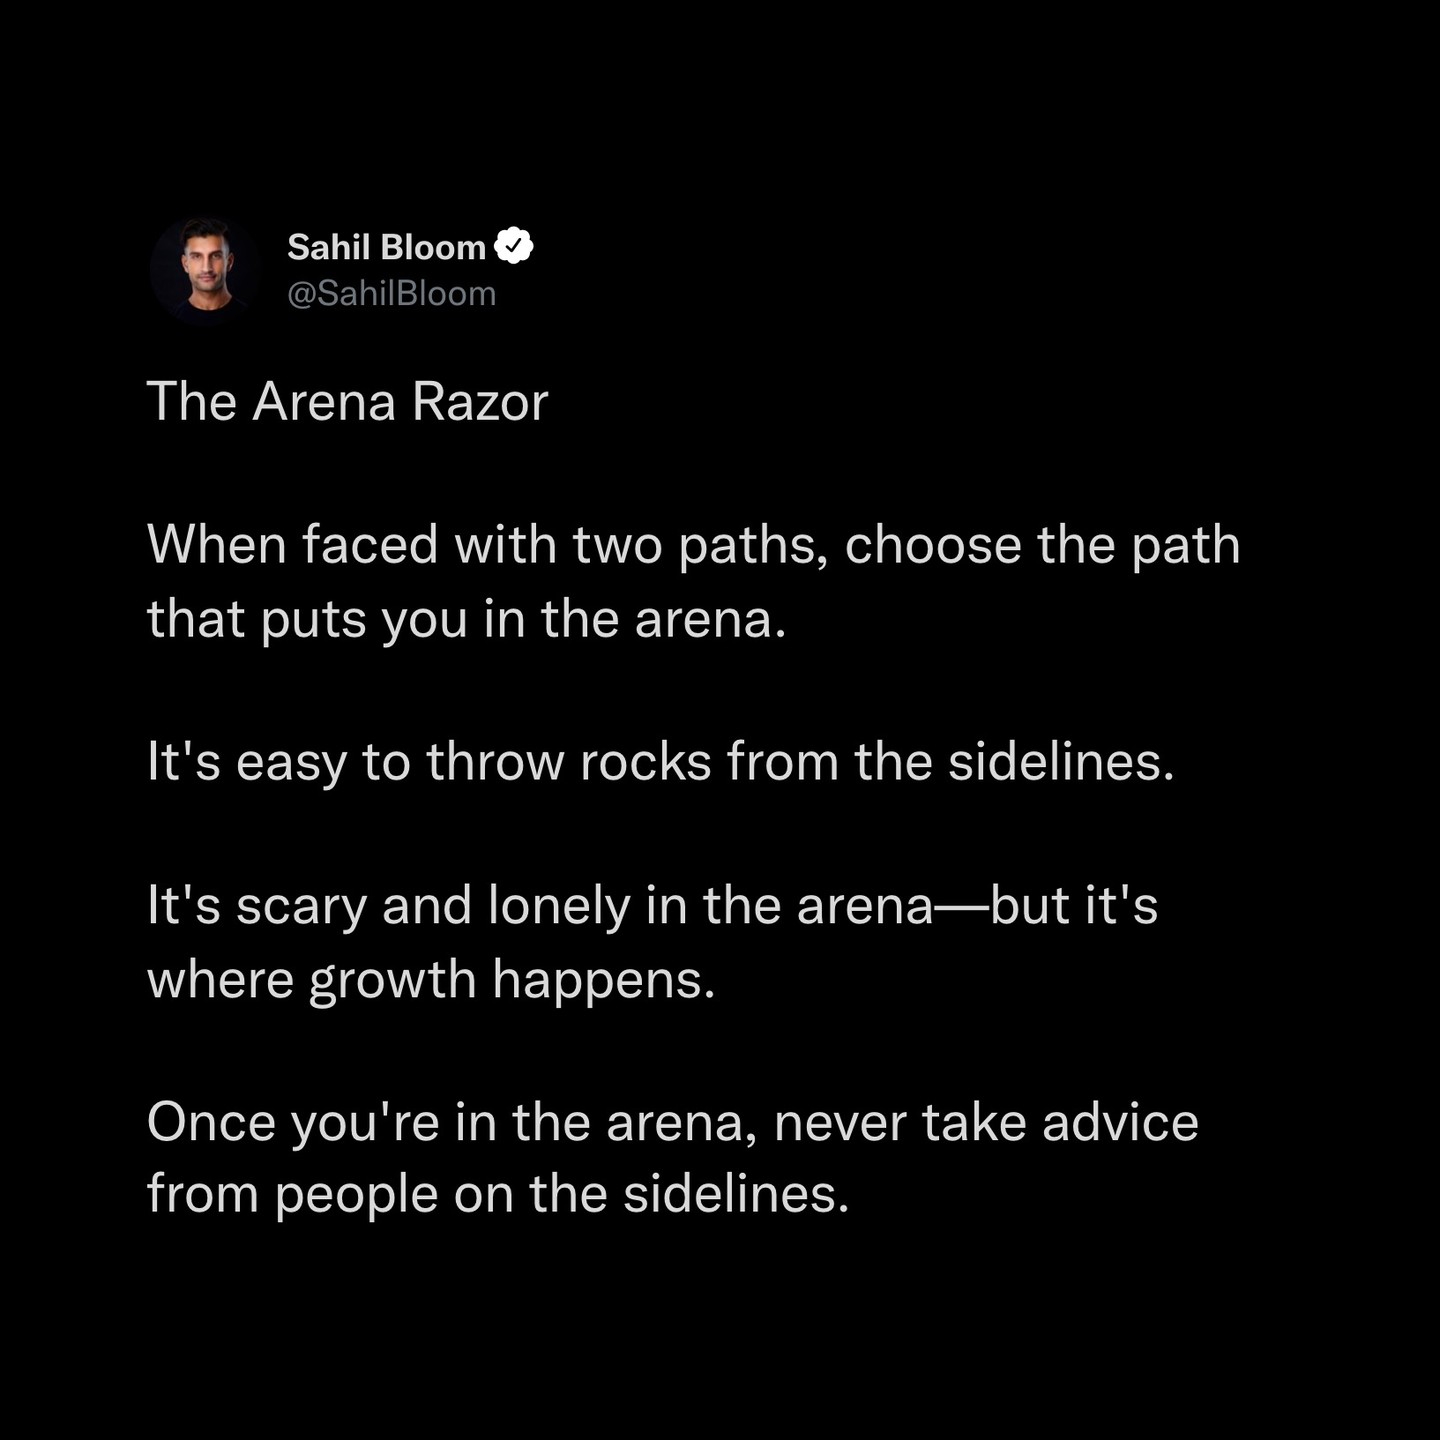 Sahil Bloom
@SahilBloom
The Arena Razor
When faced with two paths, choose the path
that puts you in the arena.
It's easy to throw rocks from the sidelines.
It's scary and lonely in the arena—but it's
where growth happens.
Once you're in the arena, never take advice
from people on the sidelines.